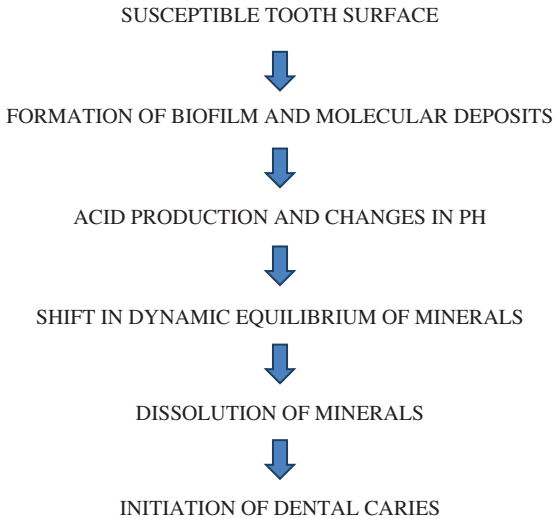 SUSCEPTIBLE TOOTH SURFACE
FORMATION OF BIOFILM AND MOLECULAR DEPOSITS
ACID PRODUCTION AND CHANGES IN PH
SHIFT IN DYNAMIC EQUILIBRIUM OF MINERALS
DISSOLUTION OF MINERALS
INITIATION OF DENTAL CARIES